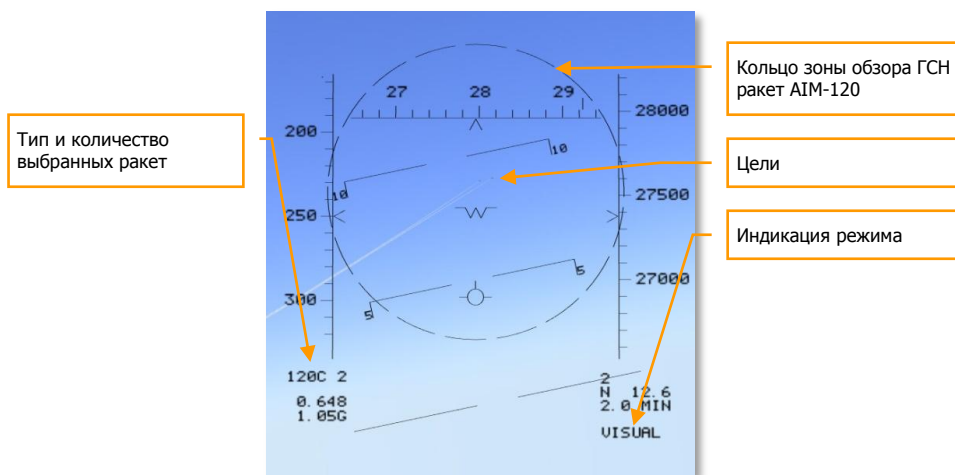 Кольцо зоны обзора ГСН
ракет AIM-120
Тип и количество
выбранных ракет
Цели
Индикация режима
27 28 29
200
250
300
28000
27500
27000
10 10
5 5
120C 2
0.648
1.05G
2
N 12.6
2.0 MIN
VISUAL